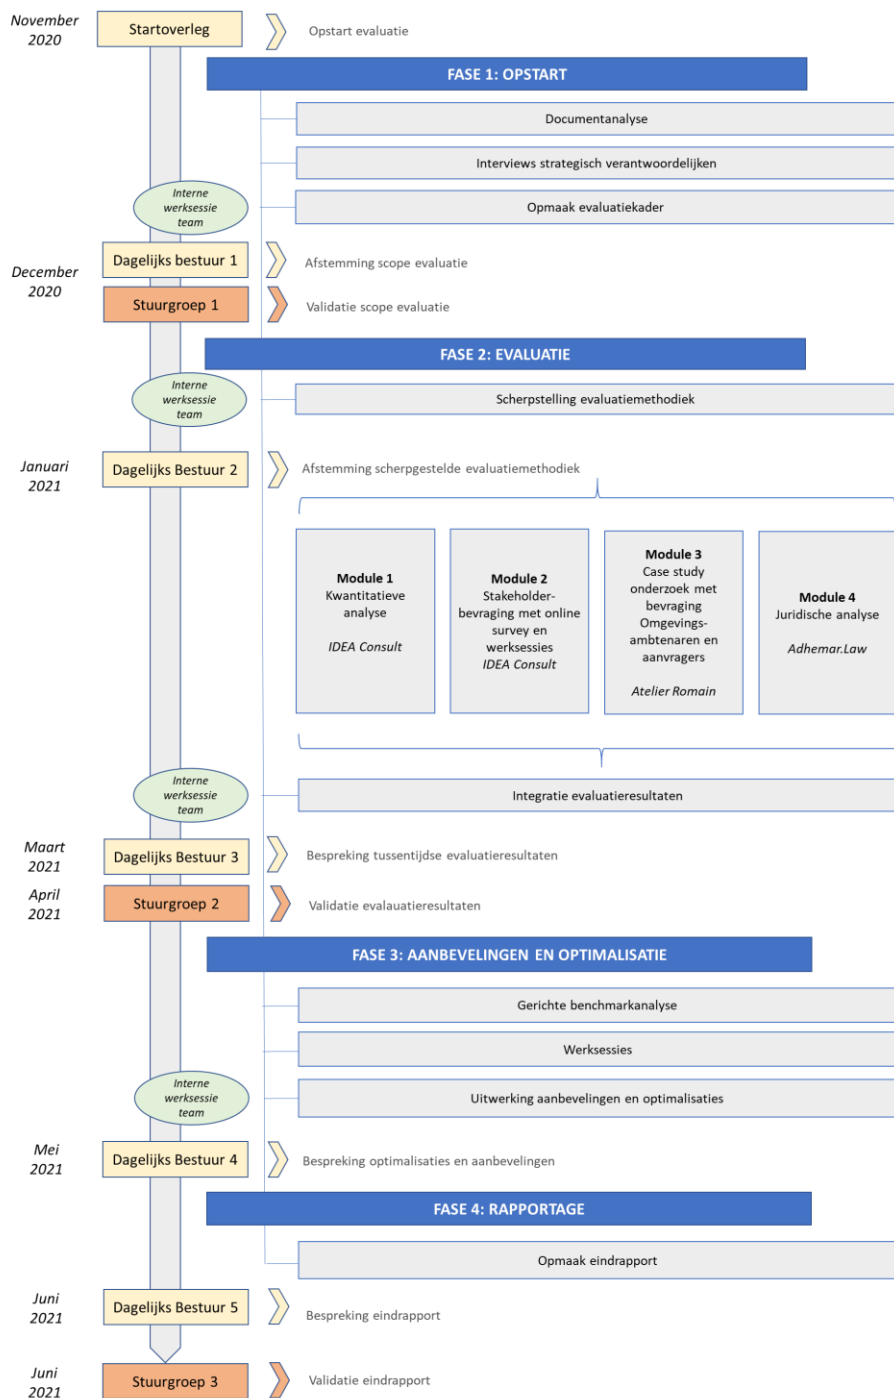 November
2020
Startoverleg
Opstart evaluatie
FASE 1: OPSTART
Documentanalyse
Interviews strategisch verantwoordelijken
Interne
werksessie
team
Opmaak evaluatiekader
December
2020
Dagelijks bestuur 1
Afstemming scope evaluatie
Stuurgroep 1
Validatie scope evaluatie
FASE 2: EVALUATIE
Interne
werksessie
team
Scherpstelling evaluatiemethodiek
Januari
2021
Dagelijks Bestuur 2
Afstemming scherpgestelde evaluatiemethodiek
Module 1
Kwantitatieve
analyse
IDEA Consult
Module 2
Stakeholder-
bevraging met online
survey en
werksessies
IDEA Consult
Module 3
Case study
onderzoek met
bevraging
Omgevings-
ambtenaren en
aanvragers
Atelier Romain
Module 4
Juridische analyse
Adhemar.Law
Interne
werksessie
team
Integratie evaluatieresultaten
Maart
2021
Dagelijks Bestuur 3
Bespreking tussentijdse evaluatieresultaten
April
2021
Stuurgroep 2
Validatie evalauatieresultaten
FASE 3: AANBEVELINGEN EN OPTIMALISATIE
Gerichte benchmarkanalyse
Werksessies
Interne
werksessie
team
Uitwerking aanbevelingen en optimalisaties
Mei
2021
Dagelijks Bestuur 4
Bespreking optimalisaties en aanbevelingen
FASE 4: RAPPORTAGE
Opmaak eindrapport
Juni
2021
Dagelijks Bestuur 5
Bespreking eindrapport
Juni
2021
Stuurgroep 3
Validatie eindrapport